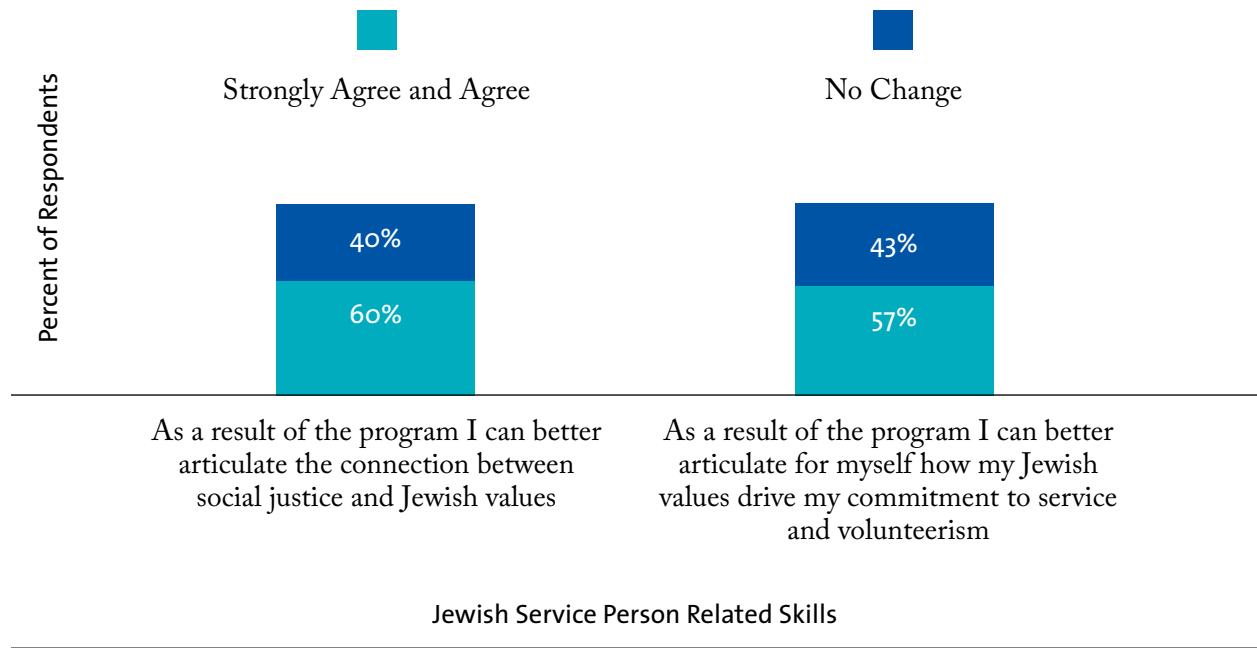 Strongly Agree and Agree
No Change
Percent of Respondents
40%
60%
43%
57%
As a result of the program I can better
articulate the connection between
social justice and Jewish values
As a result of the program I can better
articulate for myself how my Jewish
values drive my commitment to service
and volunteerism
Jewish Service Person Related Skills